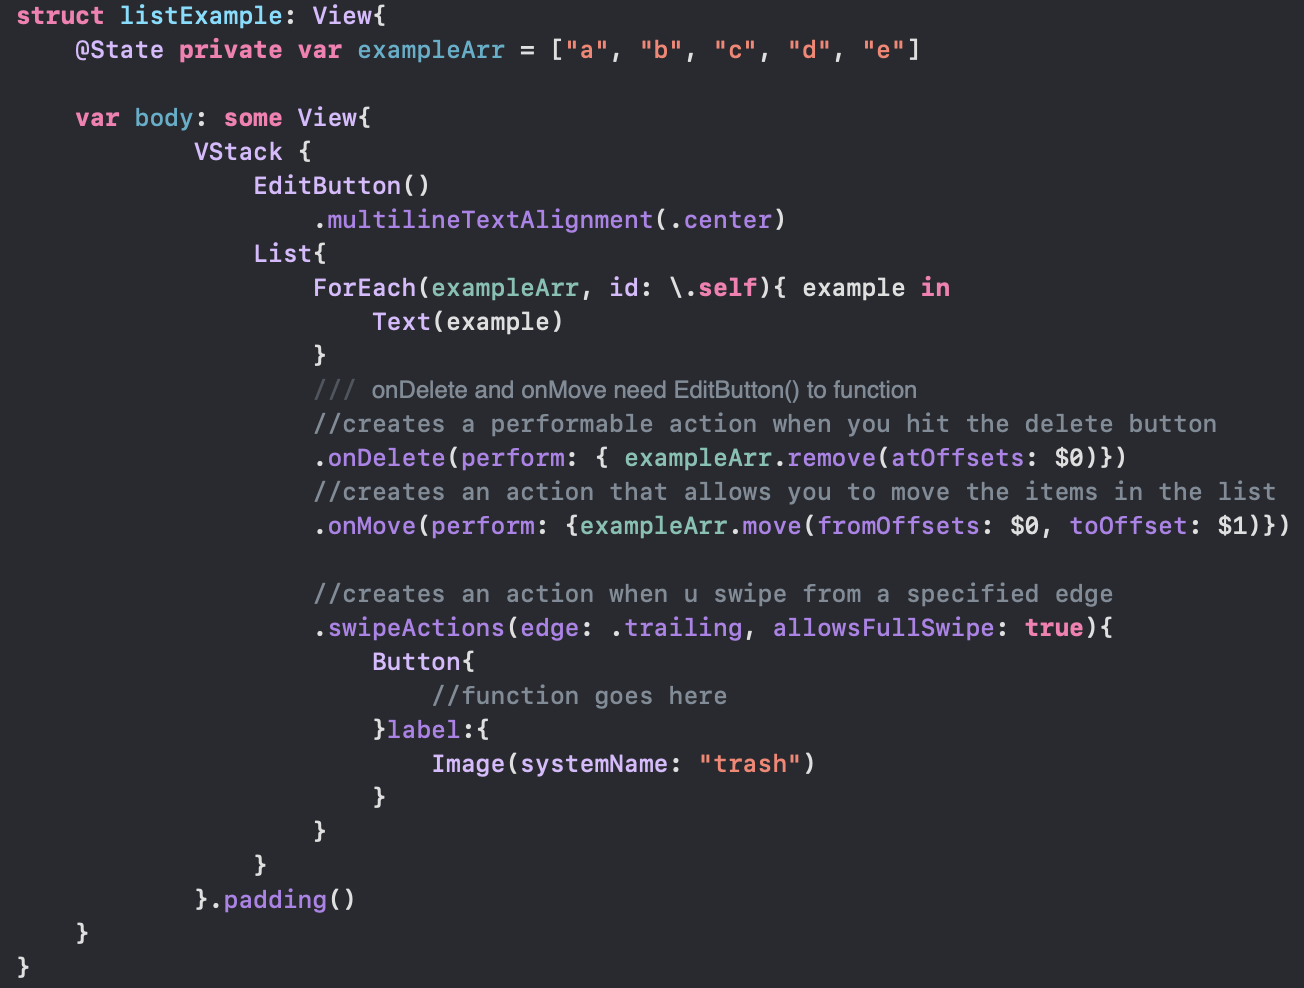 struct listExample: View{
@State private var exampleArr = ["a", "b", "c", "d", "e"]
var body: some View{
VStack {
EditButton()
.multilineTextAlignment(.center)
List{
ForEach(exampleArr, id: \.self){ example in
Text(example)
}
/// onDelete and onMove need EditButton() to function
//creates a performable action when you hit the delete button
.onDelete(perform: { exampleArr.remove(atOffsets: $0)})
//creates an action that allows you to move the items in the list
.onMove(perform: {exampleArr.move(fromOffsets: $0, toOffset: $1)})
//creates an action when u swipe from a specified edge
.swipeActions(edge: .trailing, allowsFullSwipe: true){
Button{
//function goes here
}label:{
Image(systemName: "trash")
}
}
}
}.padding()
}
}